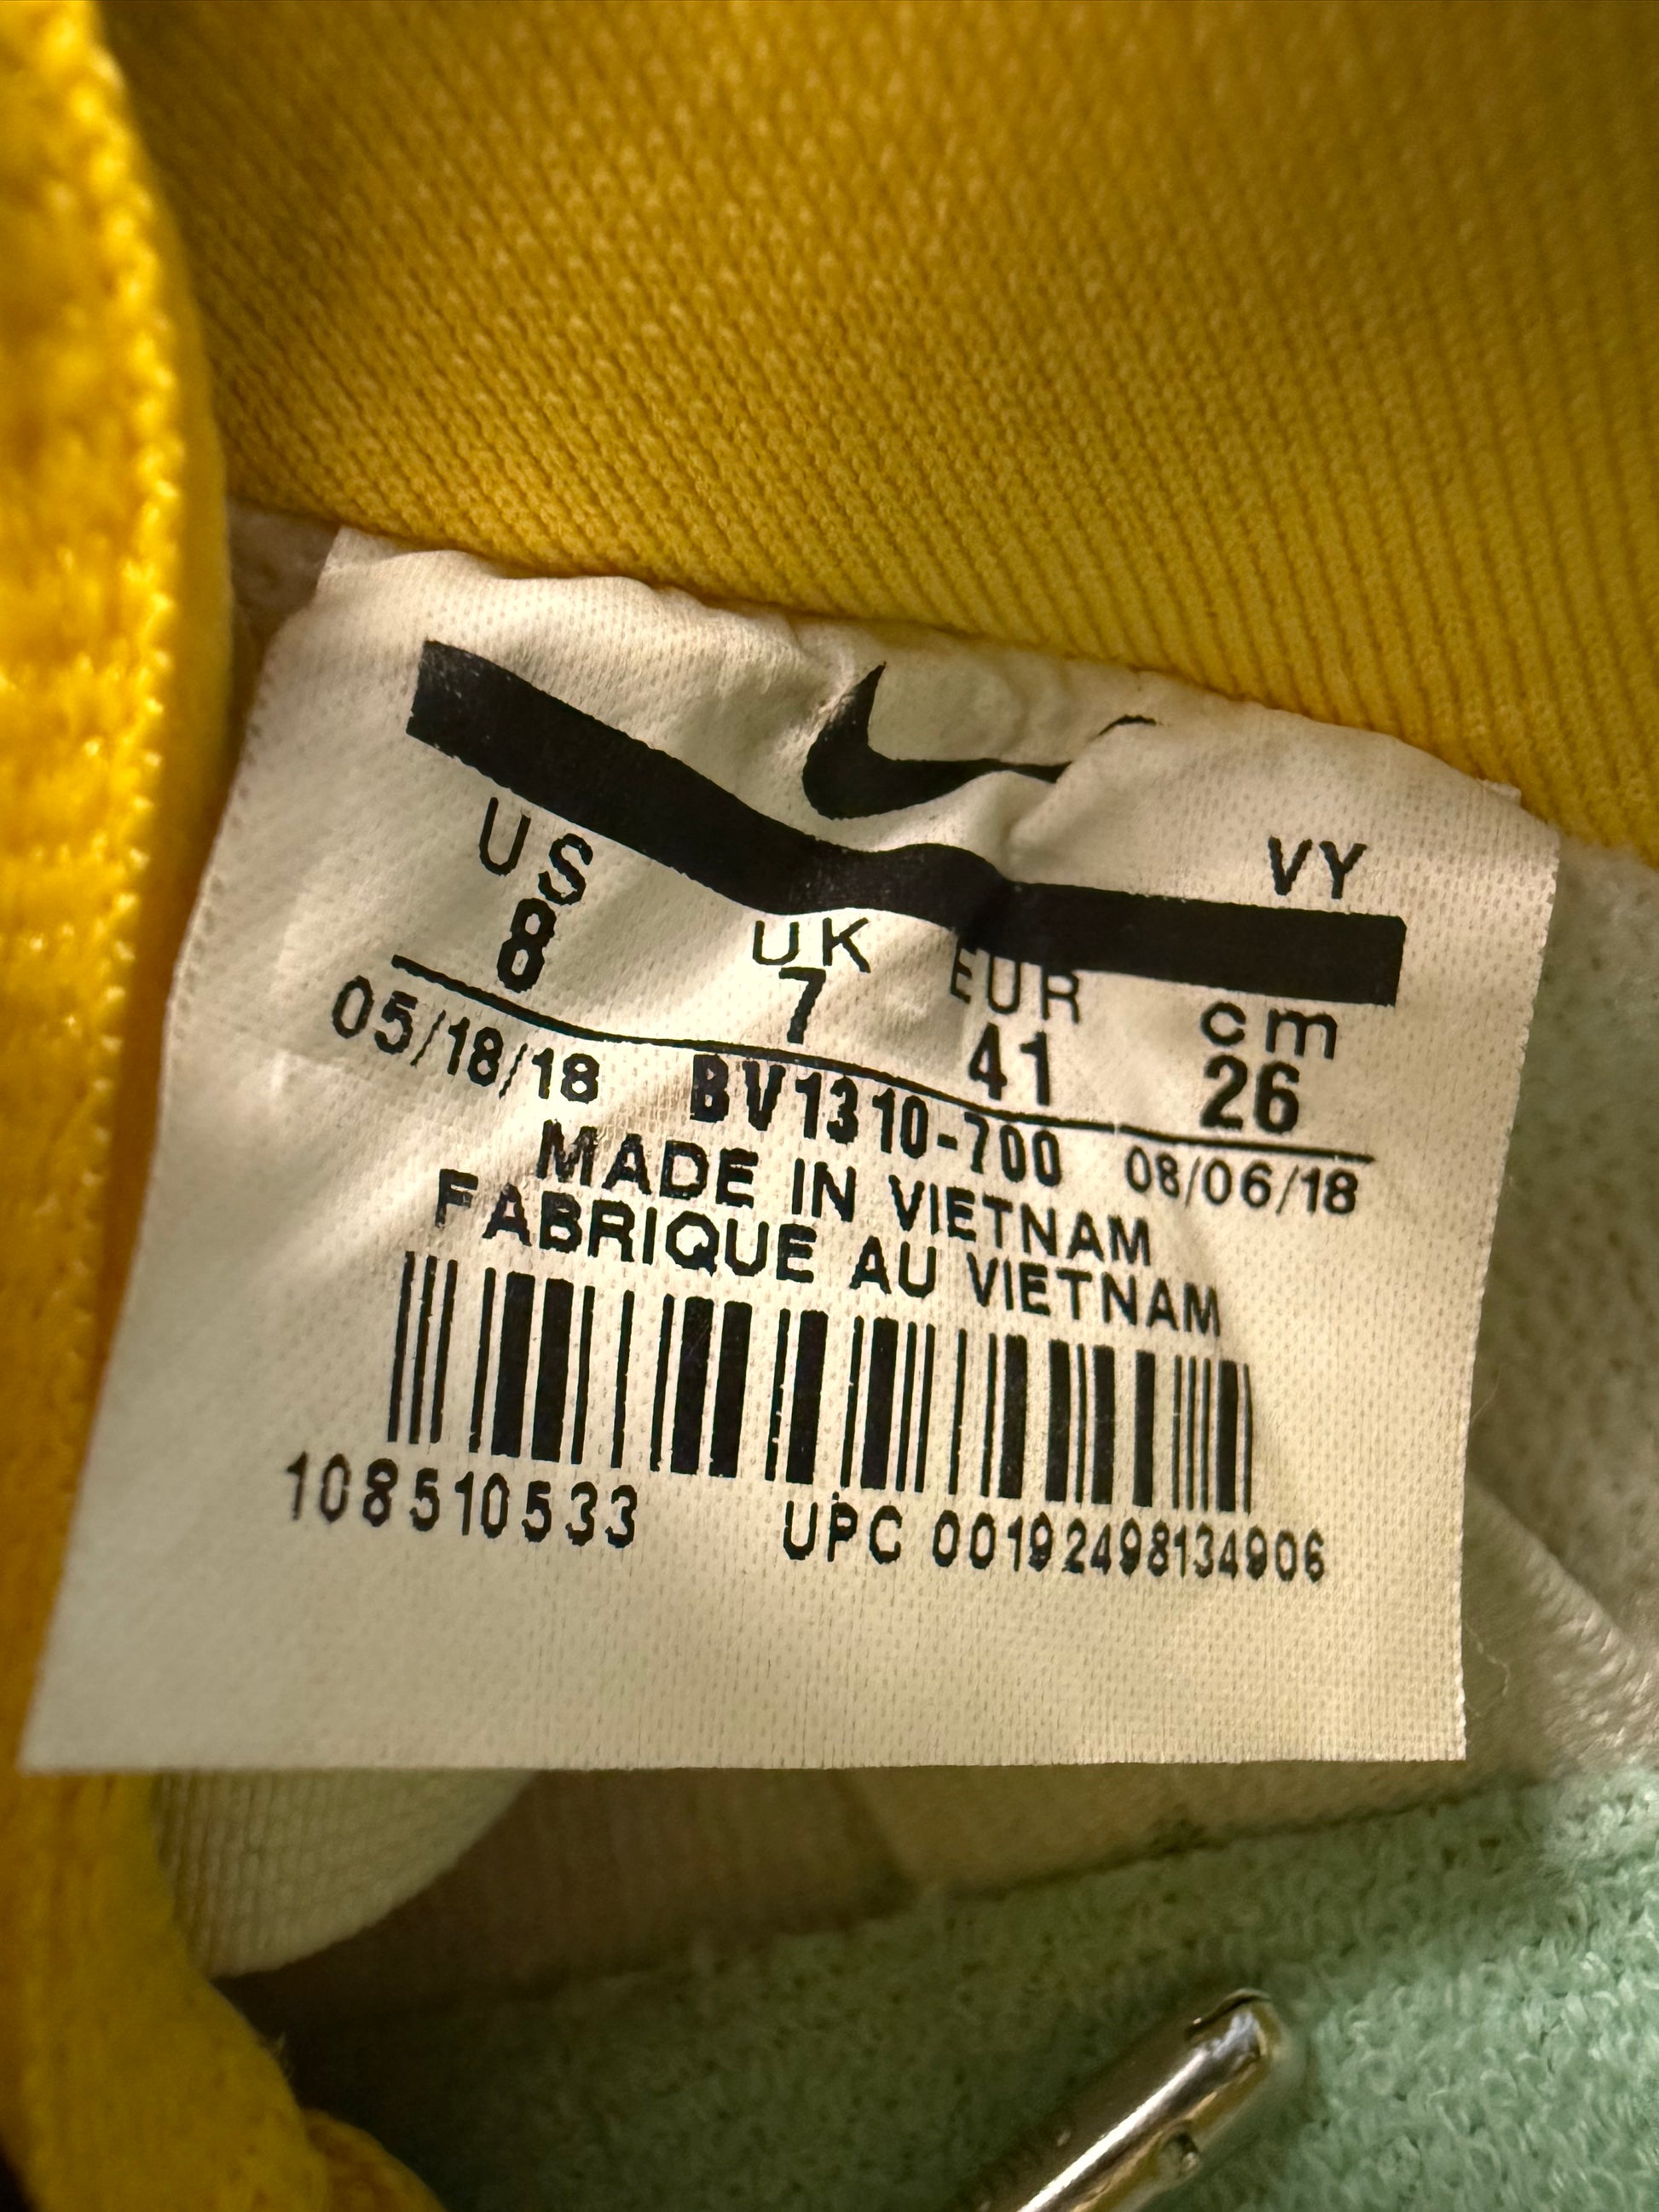 VY
US UK EUR cm
8 7 41 26
05/18/18 BV1310-700 08/06/18
MADE IN VIETNAM
FABRIQUE AU VIETNAM
108510533 UPC 00192498134906